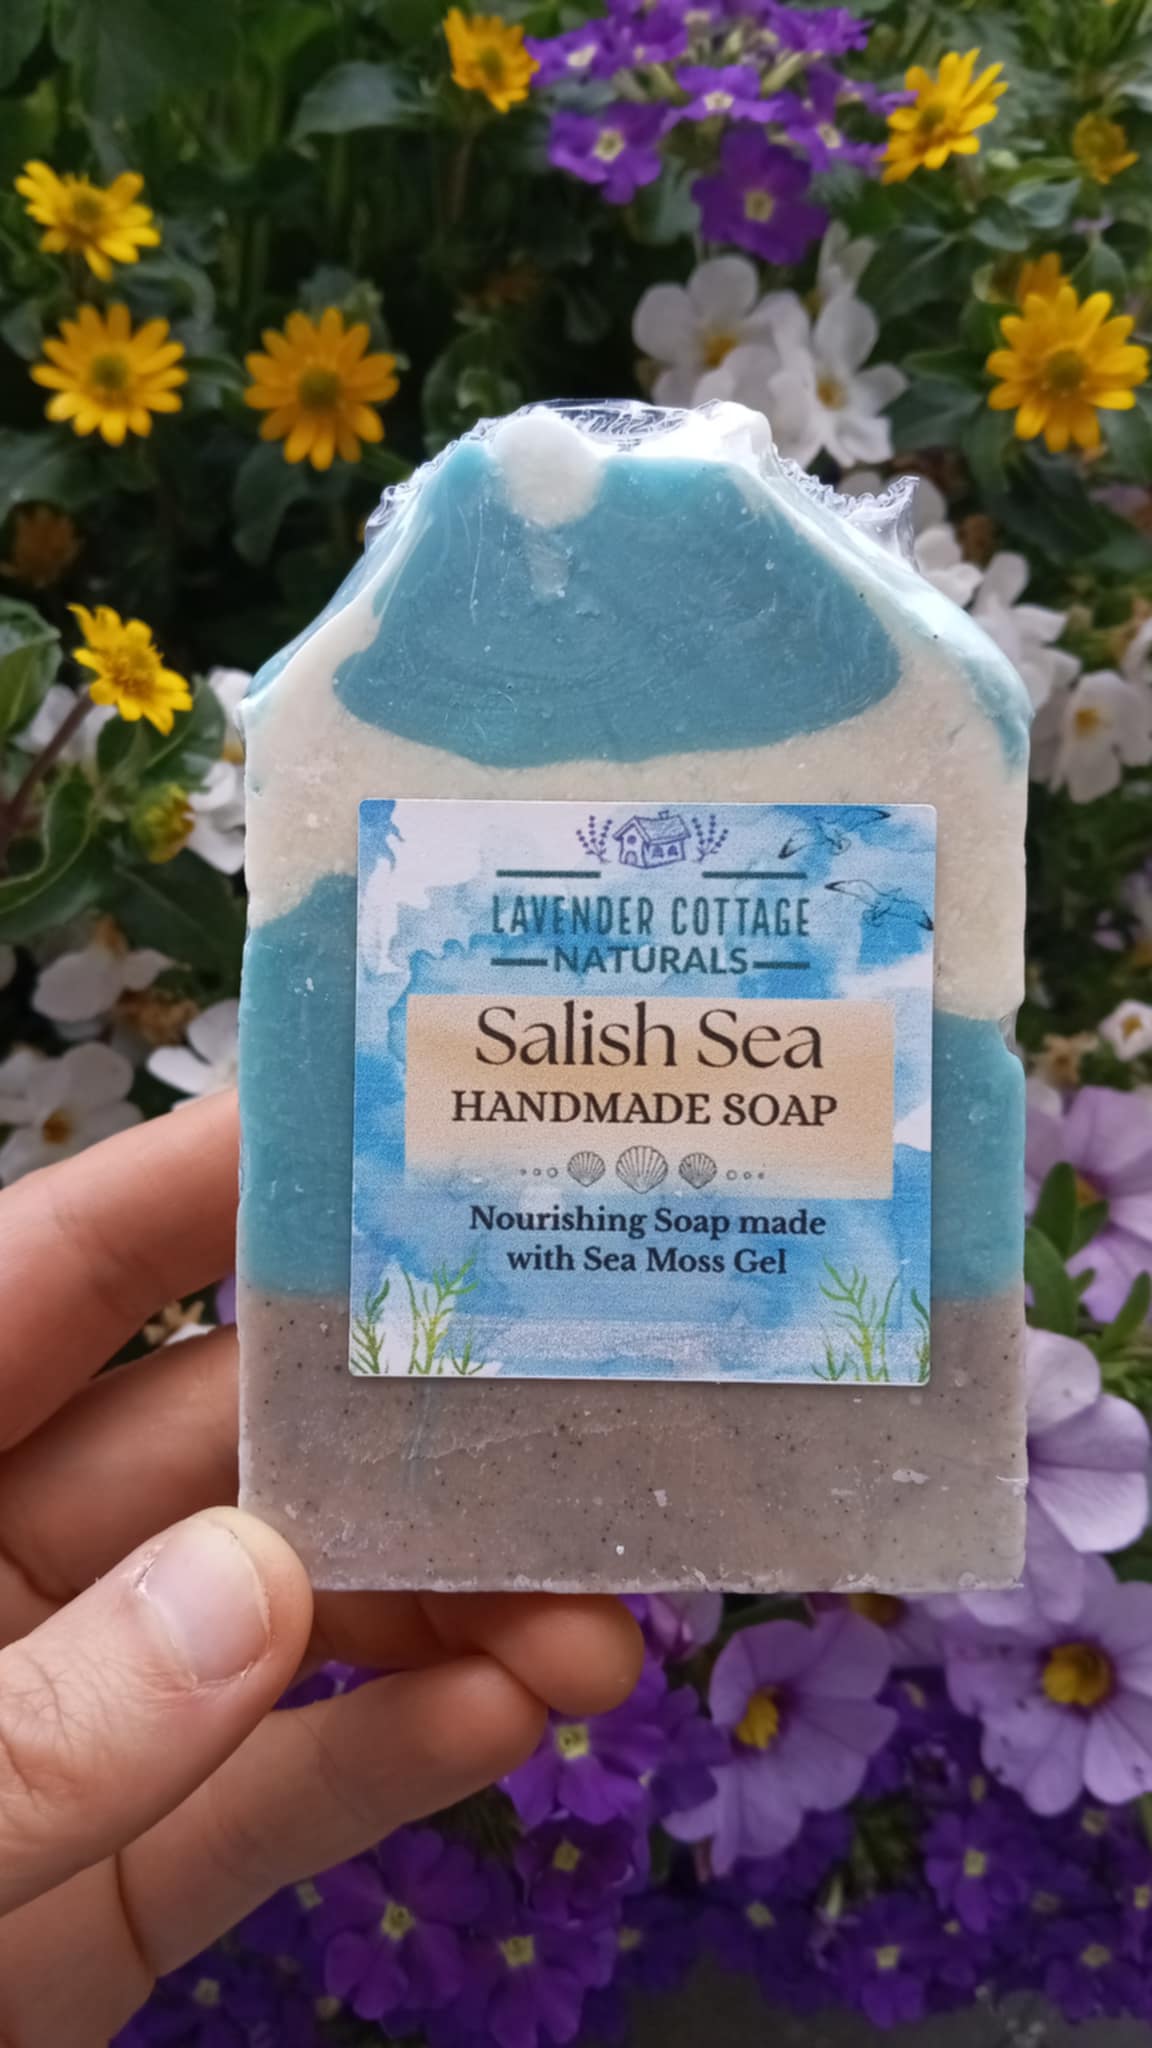 LAVENDER COTTAGE
NATURALS
Salish Sea
HANDMADE SOAP
Nourishing Soap made
with Sea Moss Gel